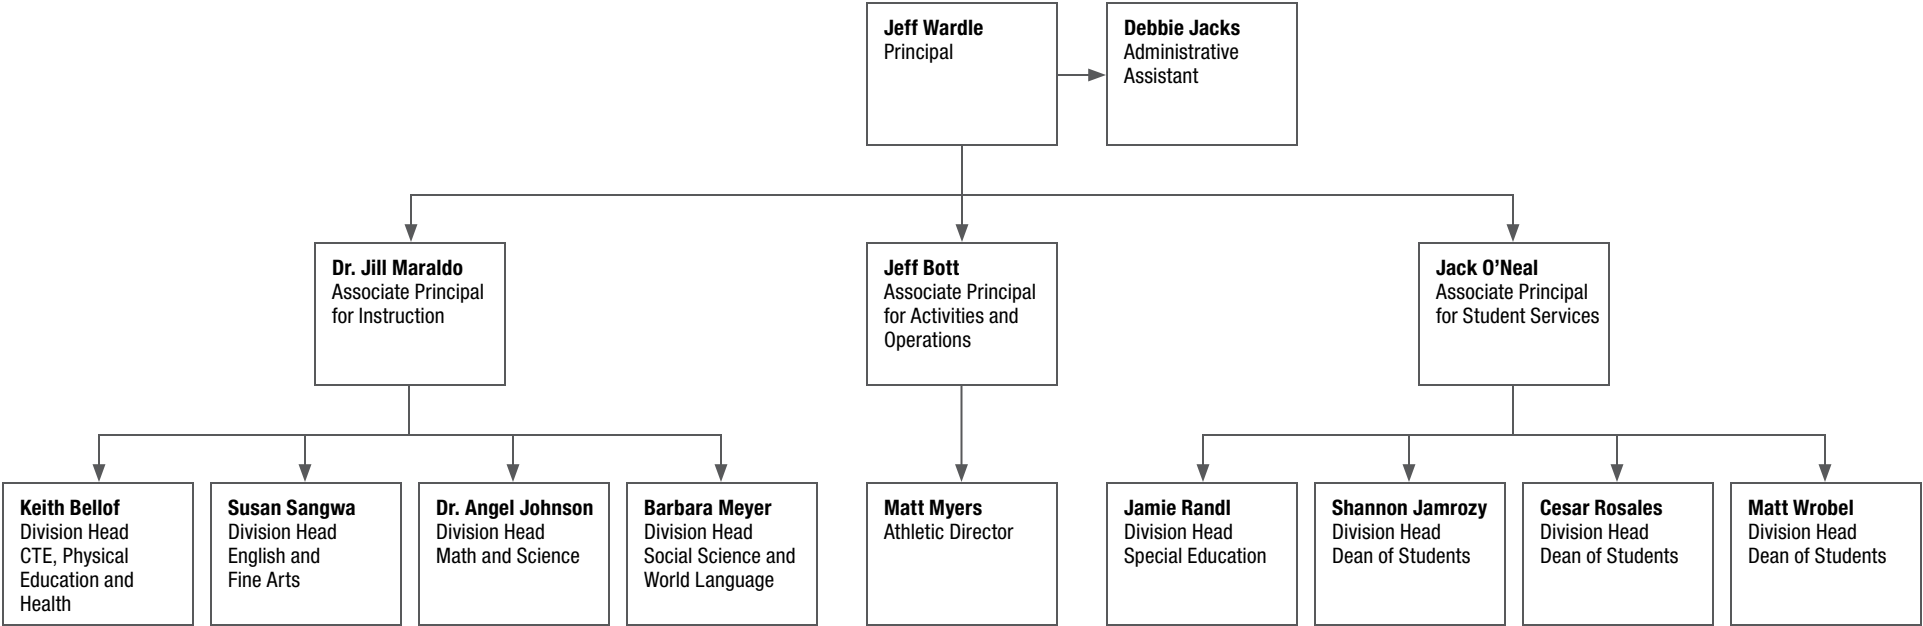 Jeff Wardle
Principal
Debbie Jacks
Administrative
Assistant
Dr. Jill Maraldo
Associate Principal
for Instruction
Jeff Bott
Associate Principal
for Activities and
Operations
Jack O’Neal
Associate Principal
for Student Services
Keith Bellof
Division Head
CTE, Physical
Education and
Health
Susan Sangwa
Division Head
English and
Fine Arts
Dr. Angel Johnson
Division Head
Math and Science
Barbara Meyer
Division Head
Social Science and
World Language
Matt Myers
Athletic Director
Jamie Randl
Division Head
Special Education
Shannon Jamrozy
Division Head
Dean of Students
Cesar Rosales
Division Head
Dean of Students
Matt Wrobel
Division Head
Dean of Students